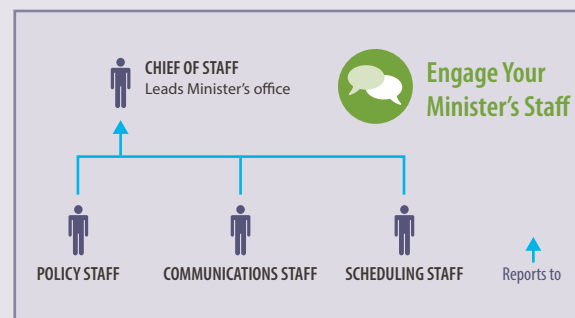 CHIEF OF STAFF
Leads Minister's office
Engage Your
Minister's Staff
POLICY STAFF
COMMUNICATIONS STAFF
SCHEDULING STAFF
Reports to